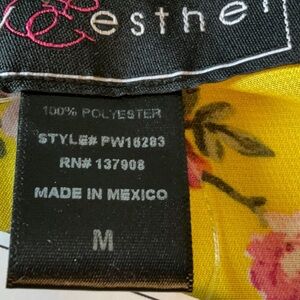 esther
100% POLYESTER
STYLE# PW16283
RN# 137908
MADE IN MEXICO
M